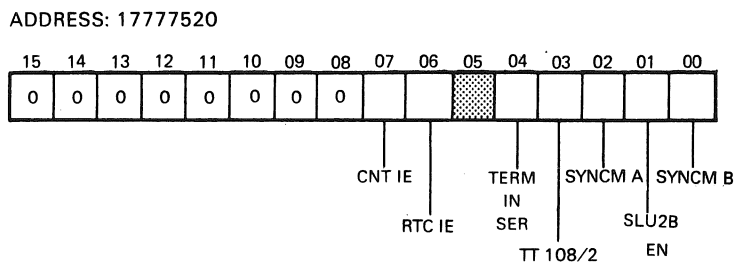 ADDRESS: 17777520
15 14 13 12 11 10 09 08 07 06 05 04 03 02 01 00
0 0 0 0 0 0 0 0
CNT IE TERM SYNCM A SYNCM B
IN
RTC IE SER SLU2B
TT 108/2 EN